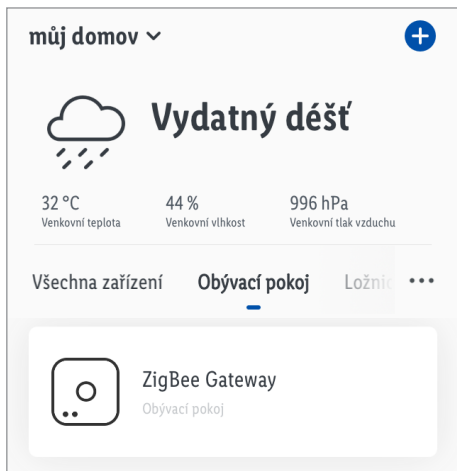 můj domov
Vydatný déšť
32 °C 44 % 996 hPa
Venkovní teplota Venkovní vlhkost Venkovní tlak vzduchu
Všechna zařízení Obývací pokoj Ložnic
ZigBee Gateway
Obývací pokoj